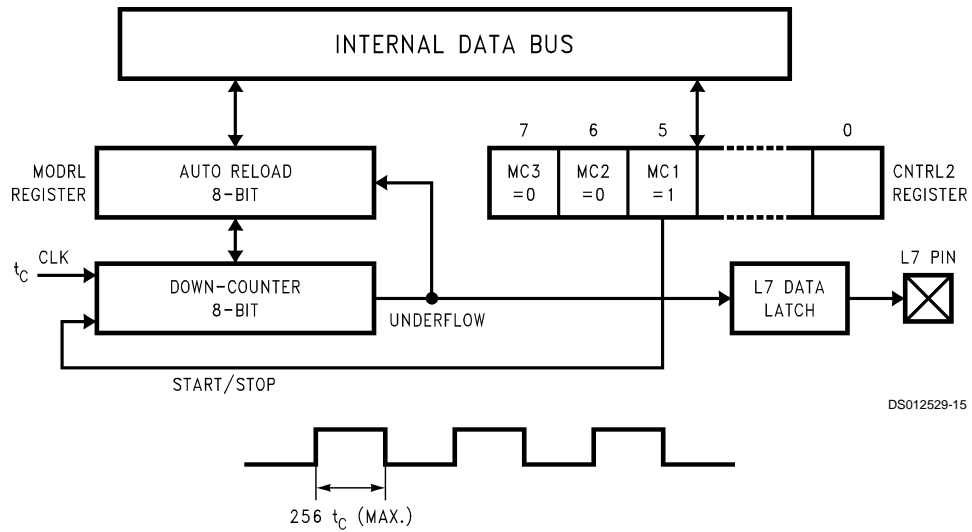 INTERNAL DATA BUS
7 6 5 0
MODRL
REGISTER
AUTO RELOAD
8-BIT
MC3
=0
MC2
=0
MC1
=1
CNTRL2
REGISTER
tC CLK
DOWN-COUNTER
8-BIT
UNDERFLOW
L7 DATA
LATCH
L7 PIN
START/STOP
DS012529-15
256 tC (MAX.)